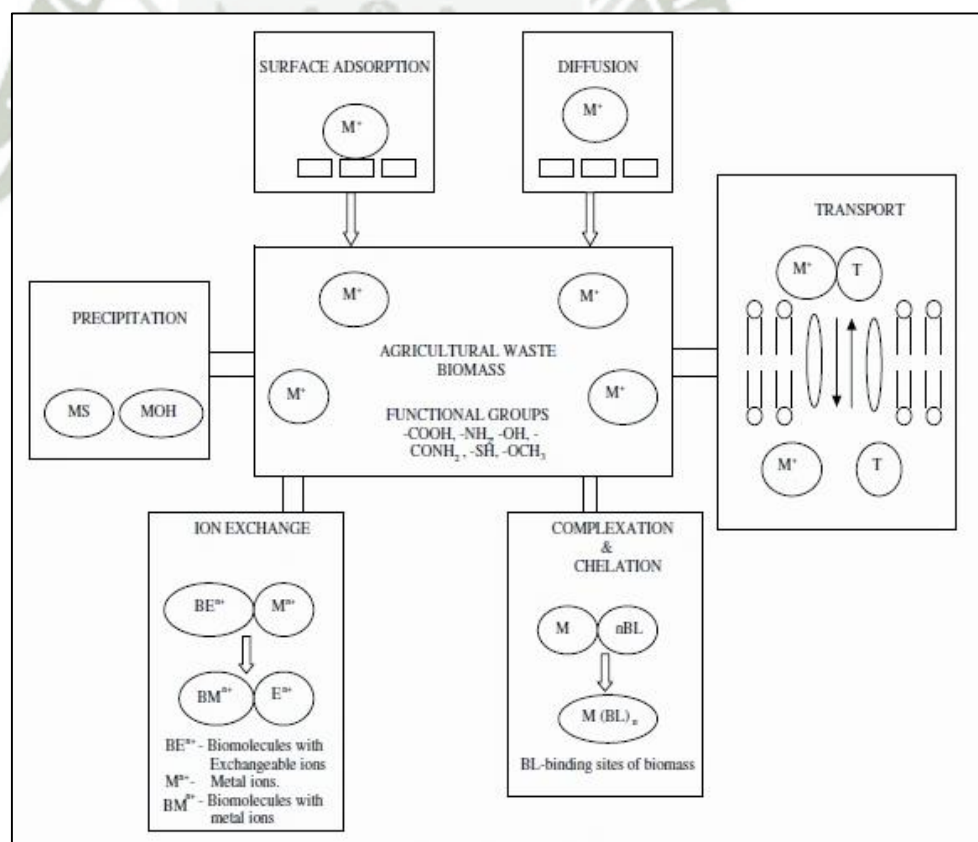 SURFACE ADSORPTION
M⁺
DIFFUSION
M⁺
TRANSPORT
M⁺
T
M⁺
T
PRECIPITATION
MS
MOH
M⁺
M⁺
AGRICULTURAL WASTE
BIOMASS
M⁺
M⁺
FUNCTIONAL GROUPS
-COOH, -NH₂, -OH, -
CONH₂ , -SH, -OCH₃
ION EXCHANGE
BEⁿ⁺
Mⁿ⁺
BMⁿ⁺
Eⁿ⁺
BEⁿ⁺ - Biomolecules with
Exchangeable ions
Mⁿ⁺ - Metal ions.
BMⁿ⁺ - Biomolecules with
metal ions
COMPLEXATION
&
CHELATION
M
nBL
M (BL)ₙ
BL-binding sites of biomass